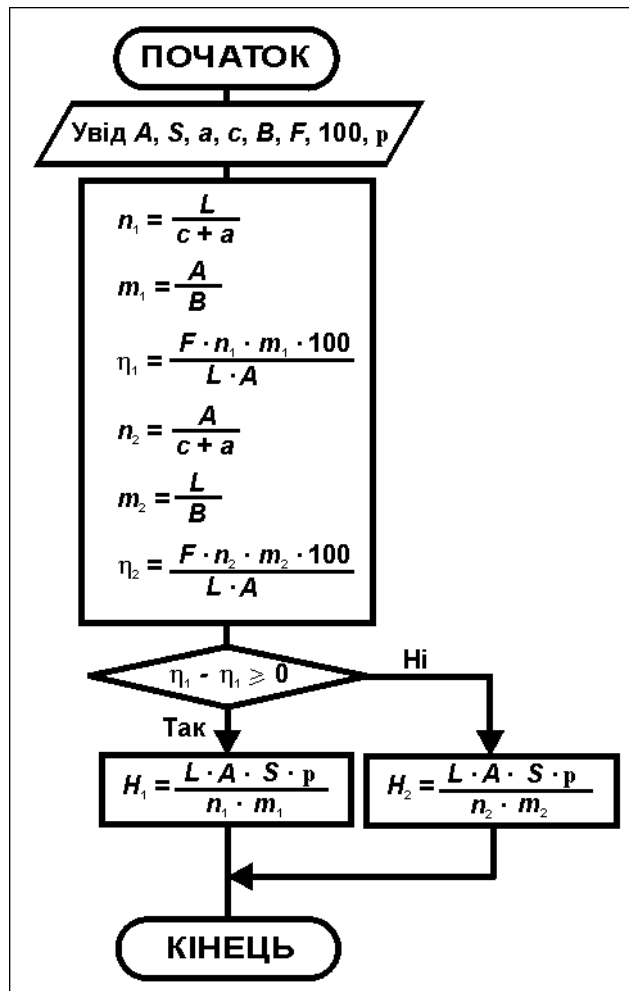 ПОЧАТОК
Увід A, S, a, c, B, F, 100, p
n₁ = L / (c + a)
m₁ = A / B
η₁ = F · n₁ · m₁ · 100 / (L · A)
n₂ = A / (c + a)
m₂ = L / B
η₂ = F · n₂ · m₂ · 100 / (L · A)
η₁ - η₁ ⩾ 0
Ні
Так
H₁ = L · A · S · p / (n₁ · m₁)
H₂ = L · A · S · p / (n₂ · m₂)
КІНЕЦЬ